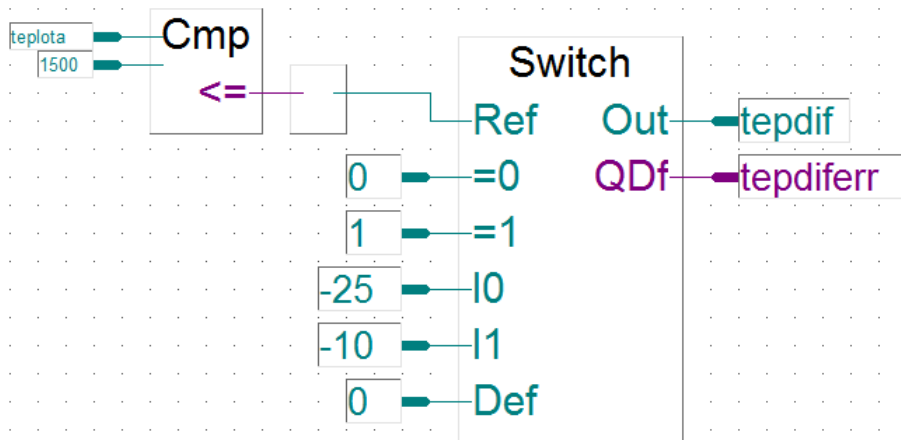 teplota
1500
Cmp
<=
Switch
Ref
Out
tepdif
0
=0
QDf
tepdiferr
1
=1
-25
I0
-10
I1
0
Def